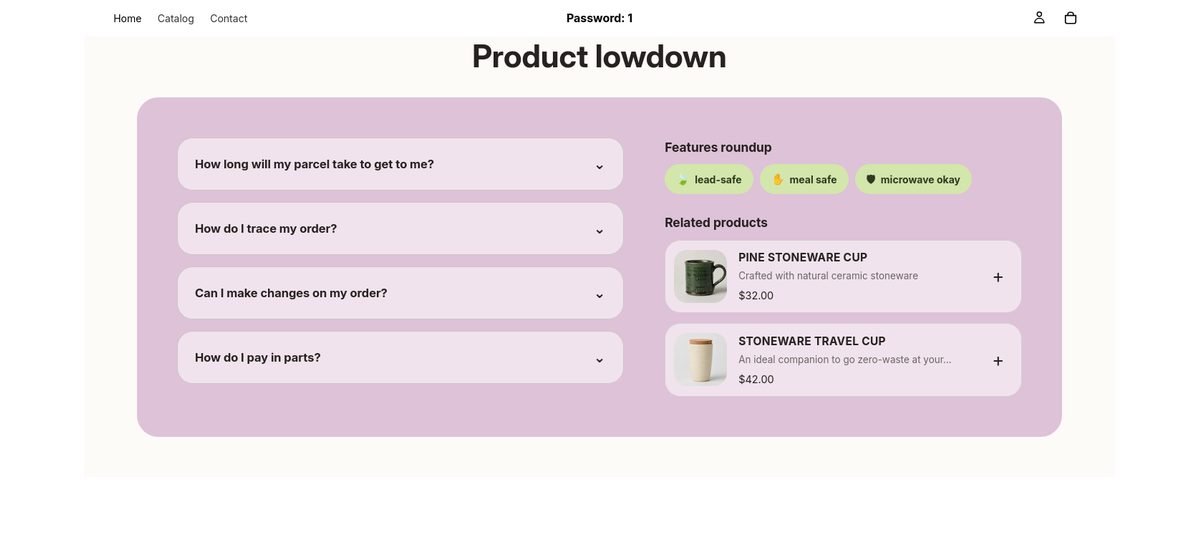 Home Catalog Contact Password: 1
Product lowdown
How long will my parcel take to get to me?
How do I trace my order?
Can I make changes on my order?
How do I pay in parts?
Features roundup
lead-safe meal safe microwave okay
Related products
PINE STONEWARE CUP
Crafted with natural ceramic stoneware
$32.00
STONEWARE TRAVEL CUP
An ideal companion to go zero-waste at your...
$42.00